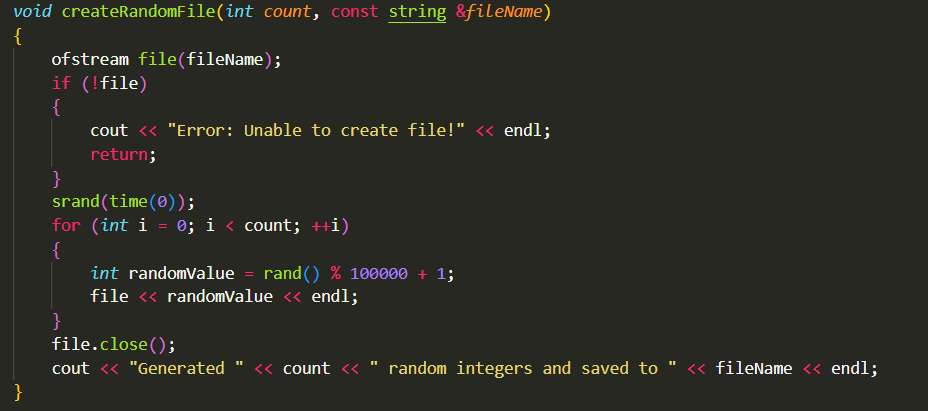 void createRandomFile(int count, const string &fileName)
{
    ofstream file(fileName);
    if (!file)
    {
        cout << "Error: Unable to create file!" << endl;
        return;
    }
    srand(time(0));
    for (int i = 0; i < count; ++i)
    {
        int randomValue = rand() % 100000 + 1;
        file << randomValue << endl;
    }
    file.close();
    cout << "Generated " << count << " random integers and saved to " << fileName << endl;
}